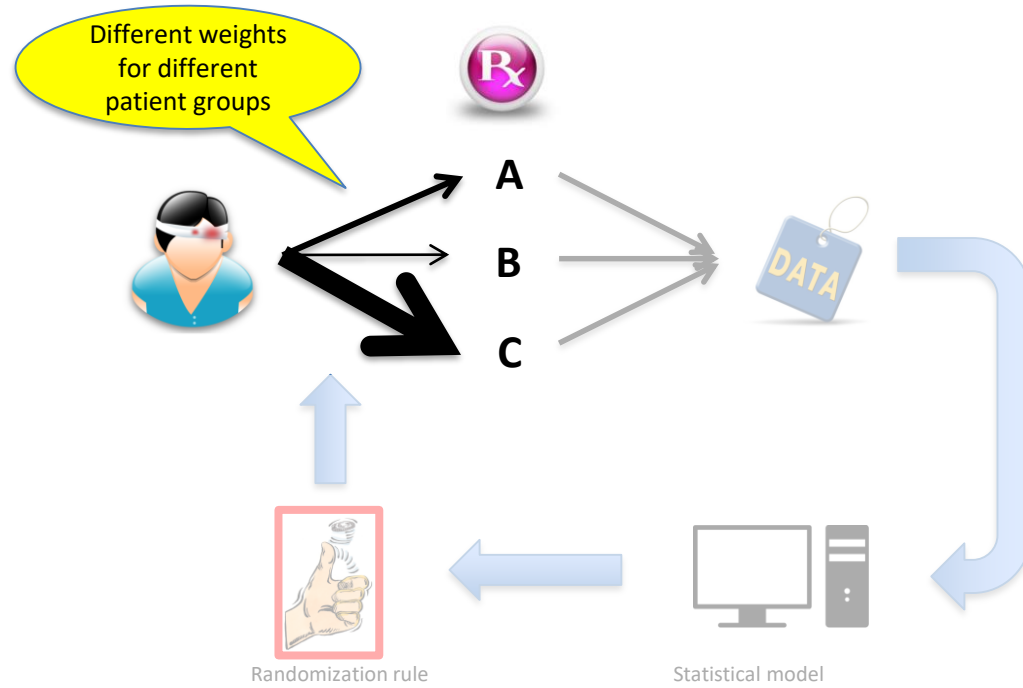 Different weights
for different
patient groups
Rx
A
B
C
DATA
Randomization rule
Statistical model